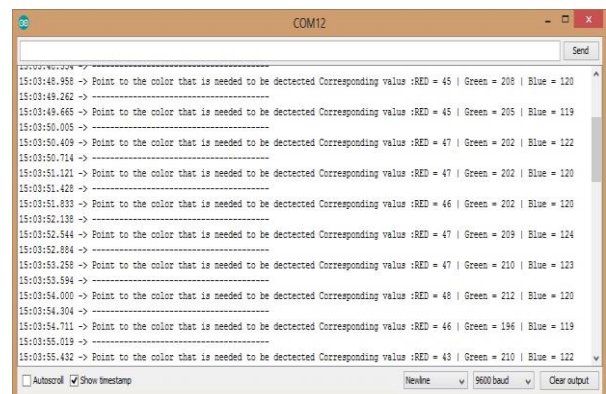 COM12
Send
15:03:48.554 -> ---------------------------------------
15:03:48.958 -> Point to the color that is needed to be dectected Corresponding valus :RED = 45 | Green = 208 | Blue = 120
15:03:49.262 -> ---------------------------------------
15:03:49.665 -> Point to the color that is needed to be dectected Corresponding valus :RED = 45 | Green = 205 | Blue = 119
15:03:50.005 -> ---------------------------------------
15:03:50.409 -> Point to the color that is needed to be dectected Corresponding valus :RED = 47 | Green = 202 | Blue = 122
15:03:50.714 -> ---------------------------------------
15:03:51.121 -> Point to the color that is needed to be dectected Corresponding valus :RED = 47 | Green = 202 | Blue = 120
15:03:51.428 -> ---------------------------------------
15:03:51.833 -> Point to the color that is needed to be dectected Corresponding valus :RED = 46 | Green = 202 | Blue = 120
15:03:52.138 -> ---------------------------------------
15:03:52.544 -> Point to the color that is needed to be dectected Corresponding valus :RED = 47 | Green = 209 | Blue = 124
15:03:52.884 -> ---------------------------------------
15:03:53.258 -> Point to the color that is needed to be dectected Corresponding valus :RED = 47 | Green = 210 | Blue = 123
15:03:53.594 -> ---------------------------------------
15:03:54.000 -> Point to the color that is needed to be dectected Corresponding valus :RED = 48 | Green = 212 | Blue = 120
15:03:54.304 -> ---------------------------------------
15:03:54.711 -> Point to the color that is needed to be dectected Corresponding valus :RED = 46 | Green = 196 | Blue = 119
15:03:55.019 -> ---------------------------------------
15:03:55.432 -> Point to the color that is needed to be dectected Corresponding valus :RED = 43 | Green = 210 | Blue = 122
Autoscroll Show timestamp Newline 9600 baud Clear output